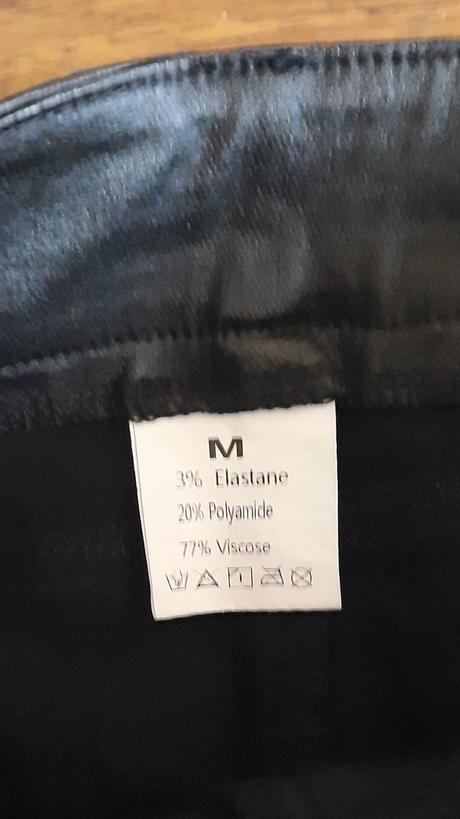 M
3% Elastane
20% Polyamide
77% Viscose